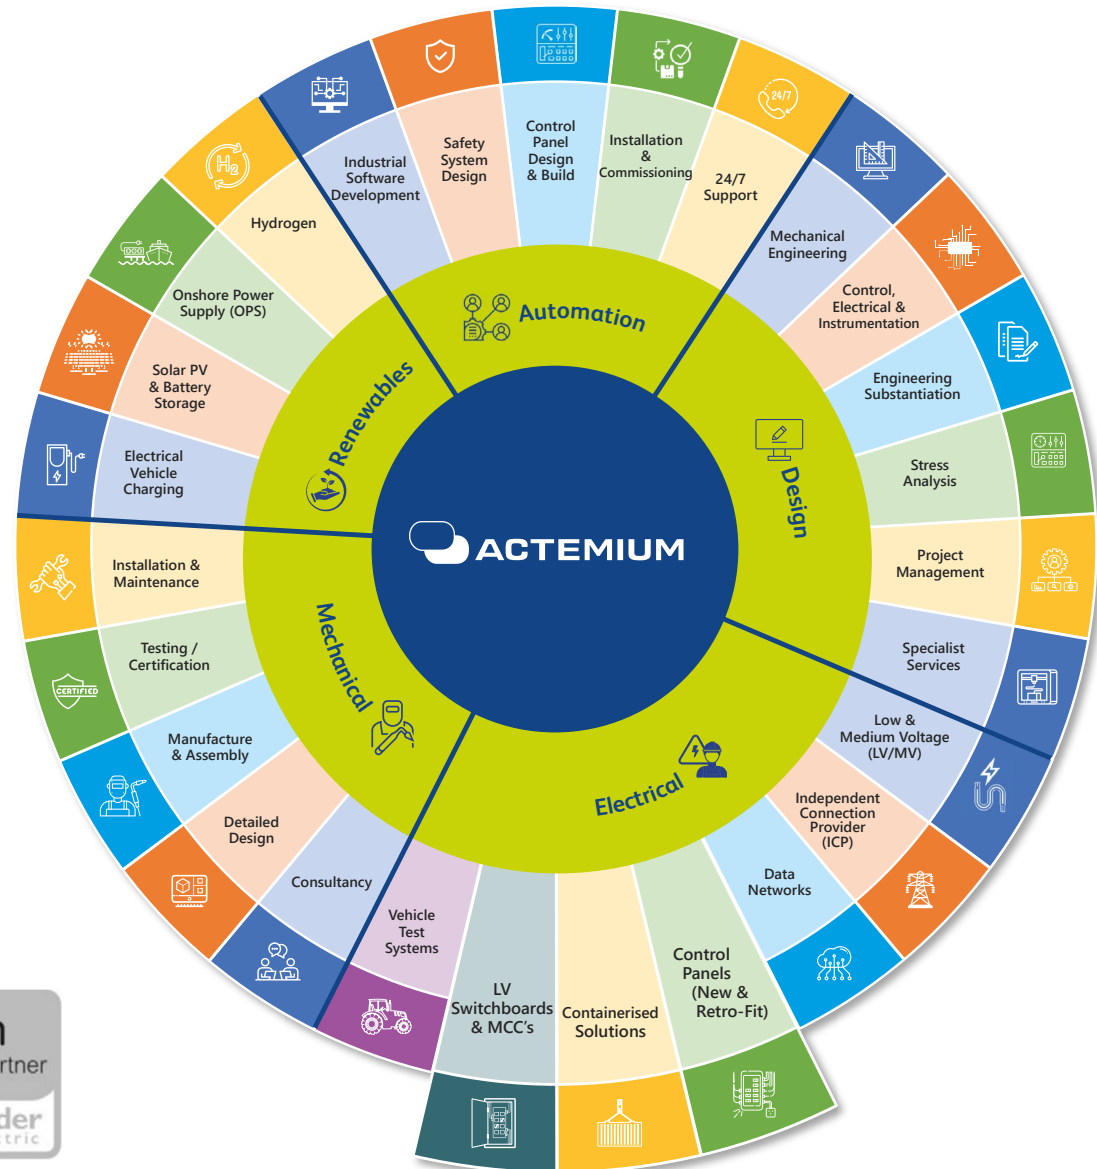 Industrial
Software
Development
Safety
System
Design
Control
Panel
Design
& Build
Installation
&
Commissioning
24/7
24/7
Support
Mechanical
Engineering
Control,
Electrical &
Instrumentation
Engineering
Substantiation
Stress
Analysis
Project
Management
Specialist
Services
Low &
Medium Voltage
(LV/MV)
Independent
Connection
Provider
(ICP)
Data
Networks
Control
Panels
(New &
Retro-Fit)
Containerised
Solutions
LV
Switchboards
& MCC's
Vehicle
Test
Systems
Consultancy
Detailed
Design
Manufacture
& Assembly
Testing /
Certification
CERTIFIED
Installation &
Maintenance
Electrical
Vehicle
Charging
Solar PV
& Battery
Storage
Onshore Power
Supply (OPS)
Hydrogen
H2
Automation
Design
Electrical
Mechanical
Renewables
ACTEMIUM